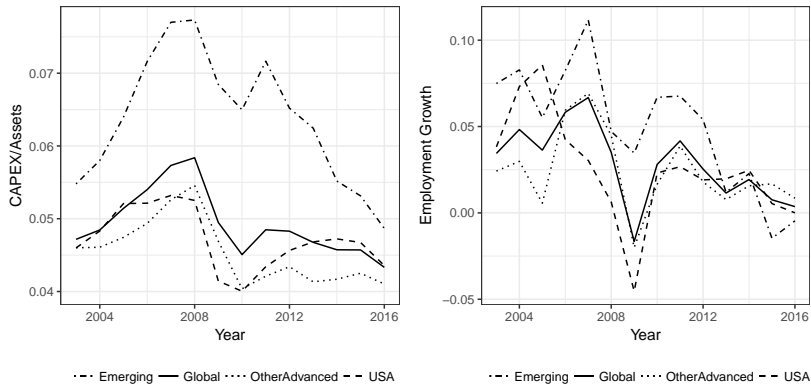 CAPEX/Assets
0.07
0.06
0.05
0.04
2004 2008 2012 2016
Year
Emerging Global OtherAdvanced USA
Employment Growth
0.10
0.05
0.00
−0.05
2004 2008 2012 2016
Year
Emerging Global OtherAdvanced USA